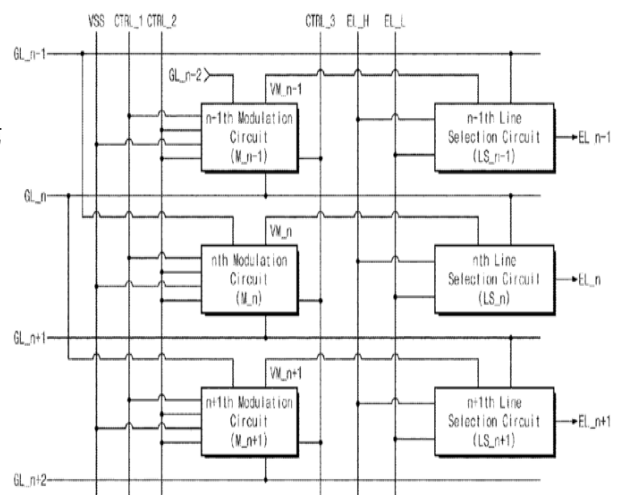 VSS CTRL_1 CTRL_2 CTRL_3 EL_H EL_L
GL_n-1
GL_n-2
VM_n-1
n-1th Modulation
Circuit
(M_n-1)
n-1th Line
Selection Circuit
(LS_n-1)
EL_n-1
GL_n
VM_n
nth Modulation
Circuit
(M_n)
nth Line
Selection Circuit
(LS_n)
EL_n
GL_n+1
VM_n+1
n+1th Modulation
Circuit
(M_n+1)
n+1th Line
Selection Circuit
(LS_n+1)
EL_n+1
GL_n+2